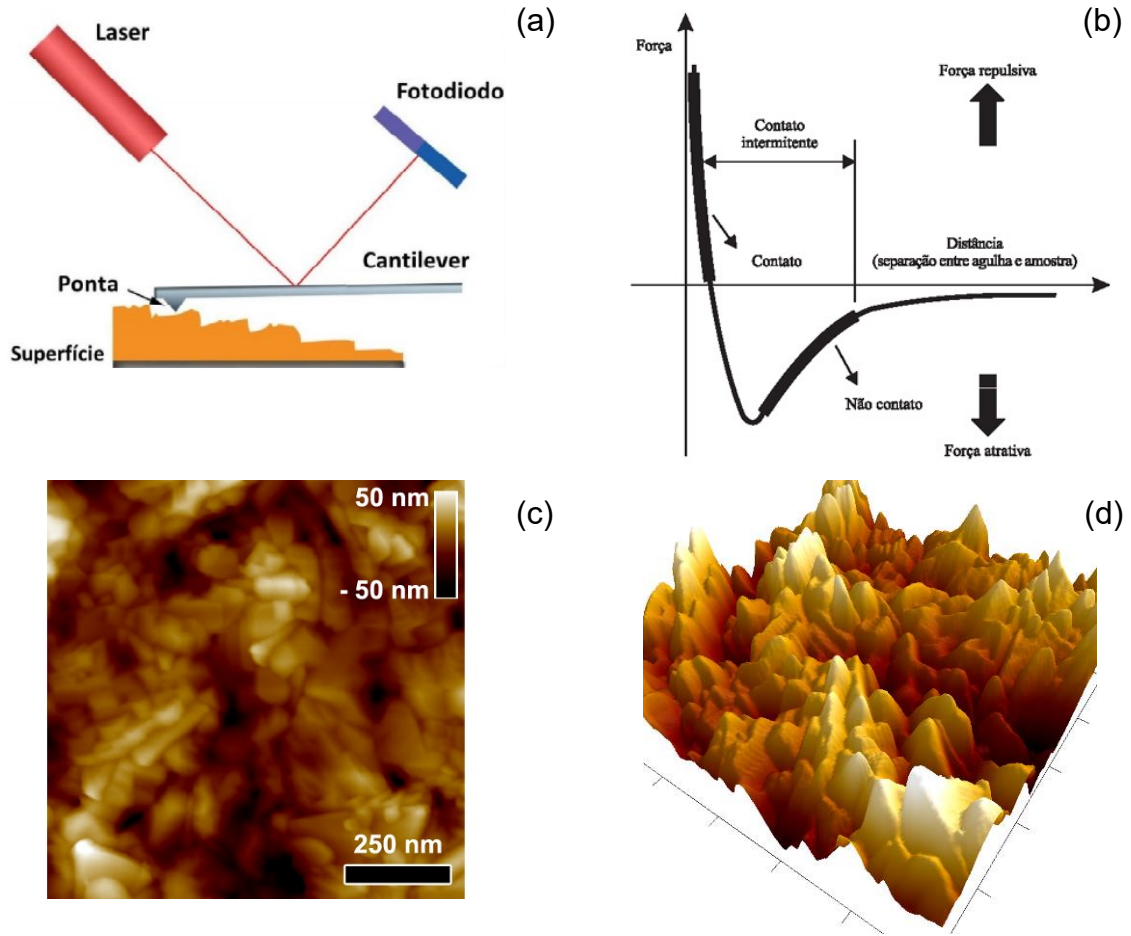 (a)
Laser
Fotodiodo
Cantilever
Ponta
Superfície
(b)
Força
Força repulsiva
Contato
intermitente
Contato
Distância
(separação entre agulha e amostra)
Não contato
Força atrativa
(c)
50 nm
- 50 nm
250 nm
(d)